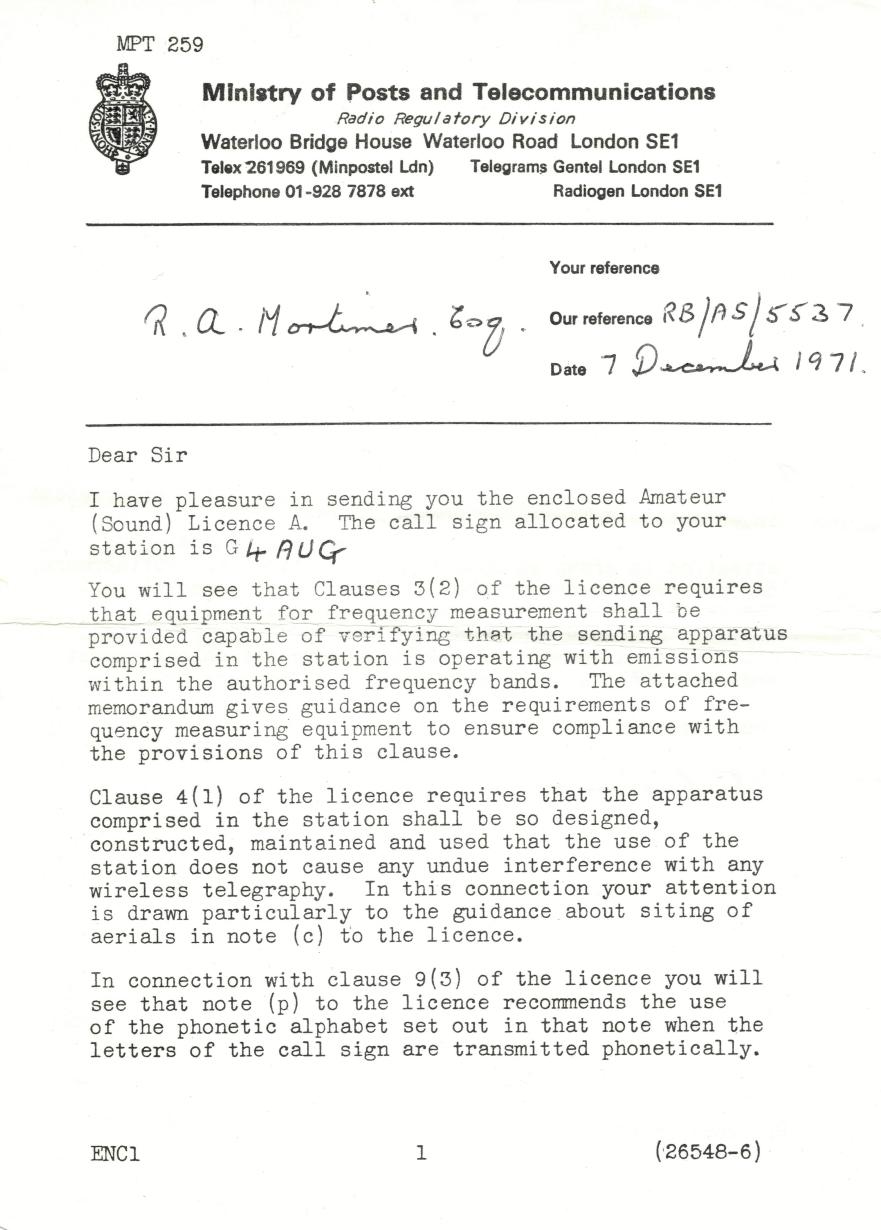 MPT 259
Ministry of Posts and Telecommunications
Radio Regulatory Division
Waterloo Bridge House Waterloo Road London SE1
Telex 261969 (Minpostel Ldn) Telegrams Gentel London SE1
Telephone 01-928 7878 ext Radiogen London SE1
Your reference
R. A. Mortimer. Esq. Our reference RB/AS/5537
Date 7 December 1971.
Dear Sir
I have pleasure in sending you the enclosed Amateur
(Sound) Licence A. The call sign allocated to your
station is G4AUG
You will see that Clauses 3(2) of the licence requires
that equipment for frequency measurement shall be
provided capable of verifying that the sending apparatus
comprised in the station is operating with emissions
within the authorised frequency bands. The attached
memorandum gives guidance on the requirements of fre-
quency measuring equipment to ensure compliance with
the provisions of this clause.
Clause 4(1) of the licence requires that the apparatus
comprised in the station shall be so designed,
constructed, maintained and used that the use of the
station does not cause any undue interference with any
wireless telegraphy. In this connection your attention
is drawn particularly to the guidance about siting of
aerials in note (c) to the licence.
In connection with clause 9(3) of the licence you will
see that note (p) to the licence recommends the use
of the phonetic alphabet set out in that note when the
letters of the call sign are transmitted phonetically.
ENC1 1 (26548-6)